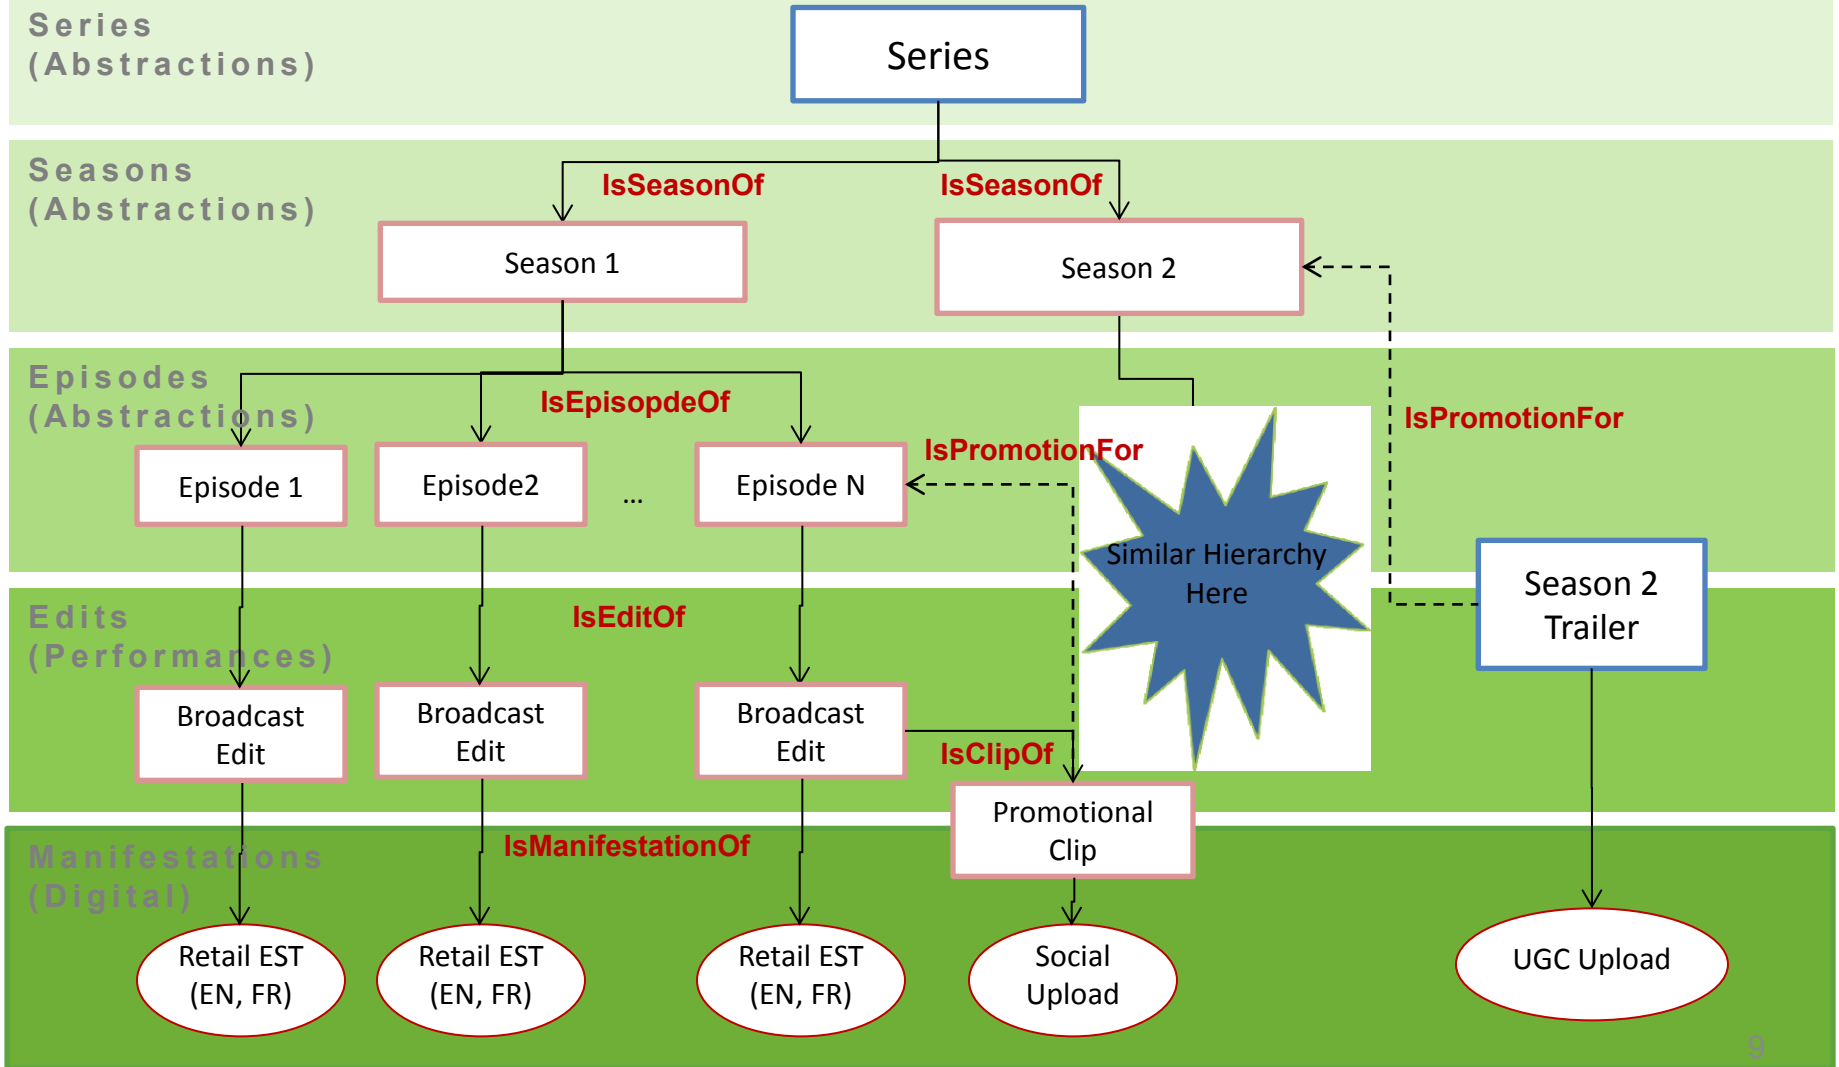 Series
(Abstractions)
Series
Seasons
(Abstractions)
IsSeasonOf
IsSeasonOf
Season 1
Season 2
Episodes
(Abstractions)
IsEpisopdeOf
IsPromotionFor
IsPromotionFor
Episode 1
Episode2
...
Episode N
Similar Hierarchy
Here
Season 2
Trailer
Edits
(Performances)
IsEditOf
Broadcast
Edit
Broadcast
Edit
Broadcast
Edit
IsClipOf
Promotional
Clip
Manifestations
(Digital)
IsManifestationOf
Retail EST
(EN, FR)
Retail EST
(EN, FR)
Retail EST
(EN, FR)
Social
Upload
UGC Upload
9